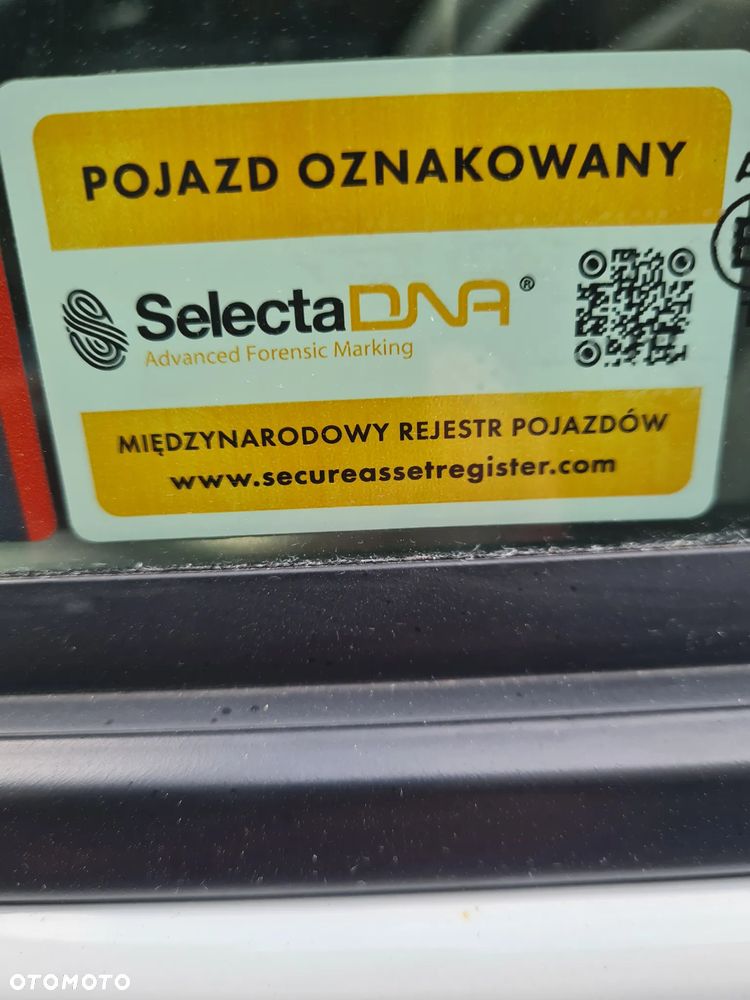 POJAZD OZNAKOWANY
SelectaDNA®
Advanced Forensic Marking
MIĘDZYNARODOWY REJESTR POJAZDÓW
www.secureassetregister.com
OTOMOTO